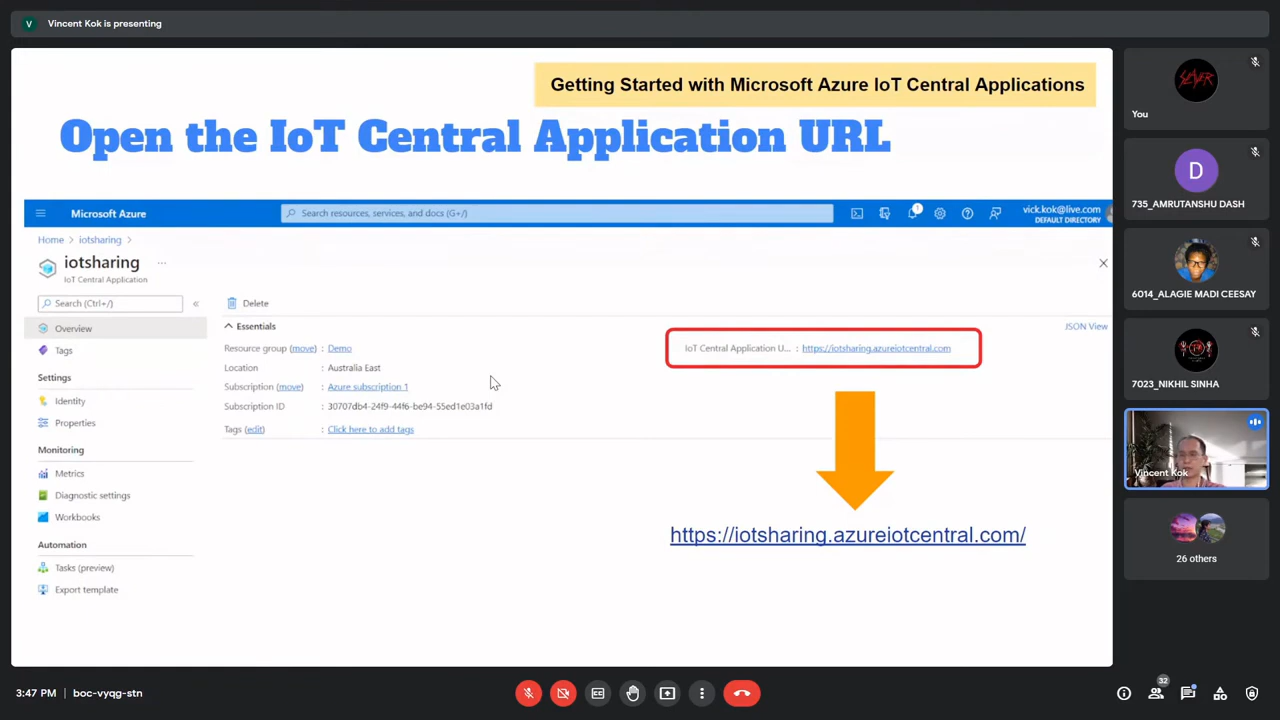 V Vincent Kok is presenting
Getting Started with Microsoft Azure IoT Central Applications
Open the IoT Central Application URL
Microsoft Azure
Search resources, services, and docs (G+/)
1
vick.kok@live.com
DEFAULT DIRECTORY
Home > iotsharing >
iotsharing ...
IoT Central Application
Search (Ctrl+/) «
Delete
Overview
Tags
Settings
Identity
Properties
Monitoring
Metrics
Diagnostic settings
Workbooks
Automation
Tasks (preview)
Export template
Essentials
JSON View
Resource group (move) : Demo
Location : Australia East
Subscription (move) : Azure subscription 1
Subscription ID : 30707db4-24f9-44f6-be94-55ed1e03a1fd
Tags (edit) : Click here to add tags
IoT Central Application U... : https://iotsharing.azureiotcentral.com
https://iotsharing.azureiotcentral.com/
SLAYER
You
D
735_AMRUTANSHU DASH
6014_ALAGIE MADI CEESAY
7023_NIKHIL SINHA
Vincent Kok
26 others
3:47 PM | boc-vyqg-stn
32